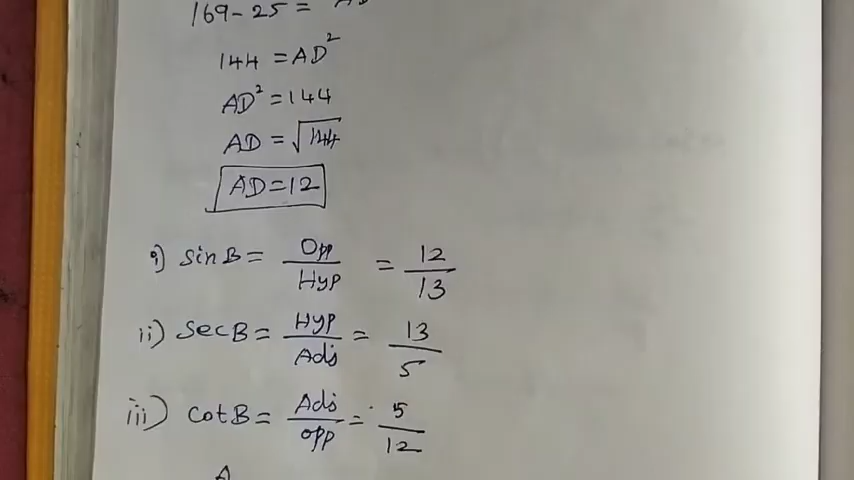 169 - 25 = AD
144 = AD²
AD² = 144
AD = √144
AD = 12
i) sin B = Opp/Hyp = 12/13
ii) Sec B = Hyp/Adj = 13/5
iii) cot B = Adj/opp = 5/12
A